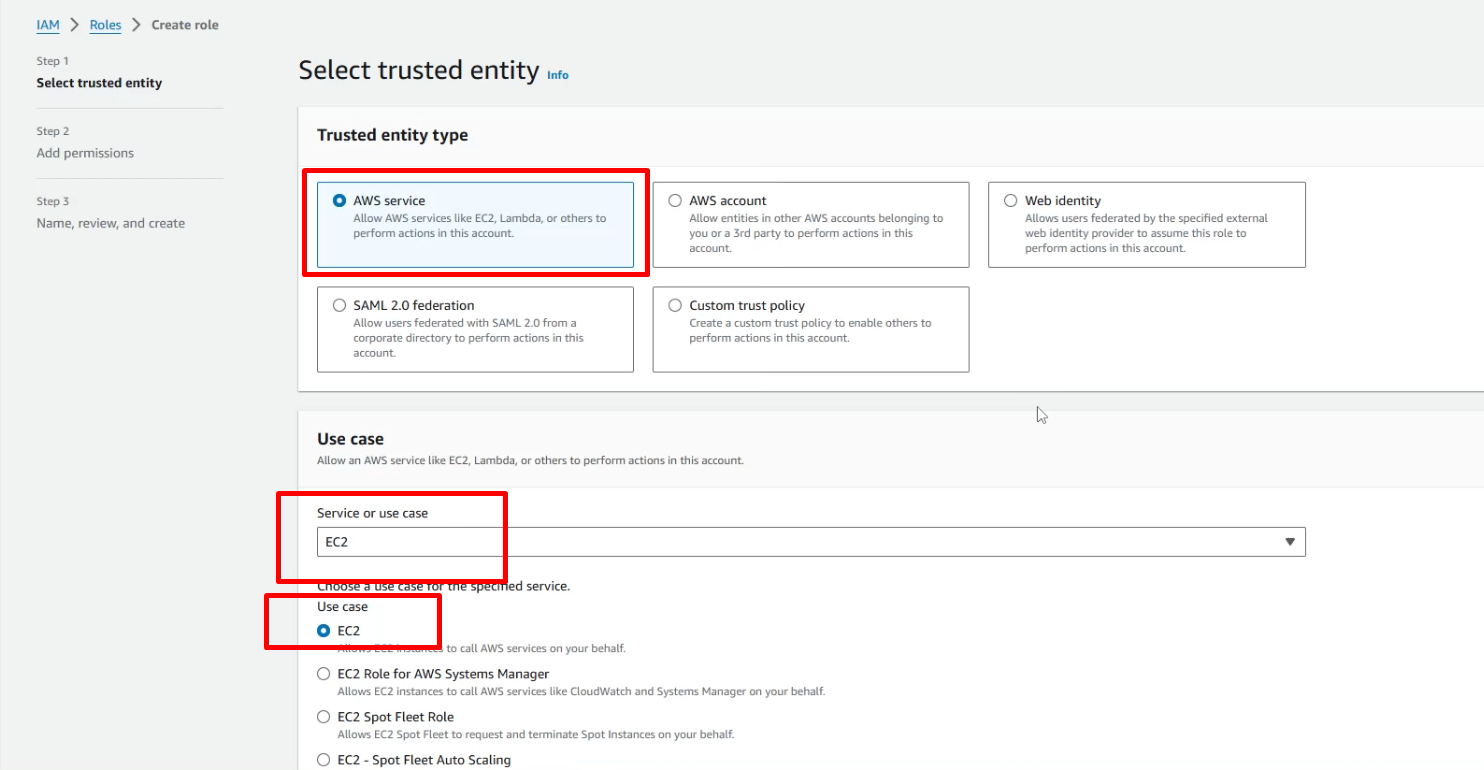 IAM > Roles > Create role
Step 1
Select trusted entity
Step 2
Add permissions
Step 3
Name, review, and create
Select trusted entity Info
Trusted entity type
AWS service
Allow AWS services like EC2, Lambda, or others to
perform actions in this account.
AWS account
Allow entities in other AWS accounts belonging to
you or a 3rd party to perform actions in this
account.
Web identity
Allows users federated by the specified external
web identity provider to assume this role to
perform actions in this account.
SAML 2.0 federation
Allow users federated with SAML 2.0 from a
corporate directory to perform actions in this
account.
Custom trust policy
Create a custom trust policy to enable others to
perform actions in this account.
Use case
Allow an AWS service like EC2, Lambda, or others to perform actions in this account.
Service or use case
EC2
Choose a use case for the specified service.
Use case
EC2
Allows EC2 instances to call AWS services on your behalf.
EC2 Role for AWS Systems Manager
Allows EC2 instances to call AWS services like CloudWatch and Systems Manager on your behalf.
EC2 Spot Fleet Role
Allows EC2 Spot Fleet to request and terminate Spot Instances on your behalf.
EC2 - Spot Fleet Auto Scaling